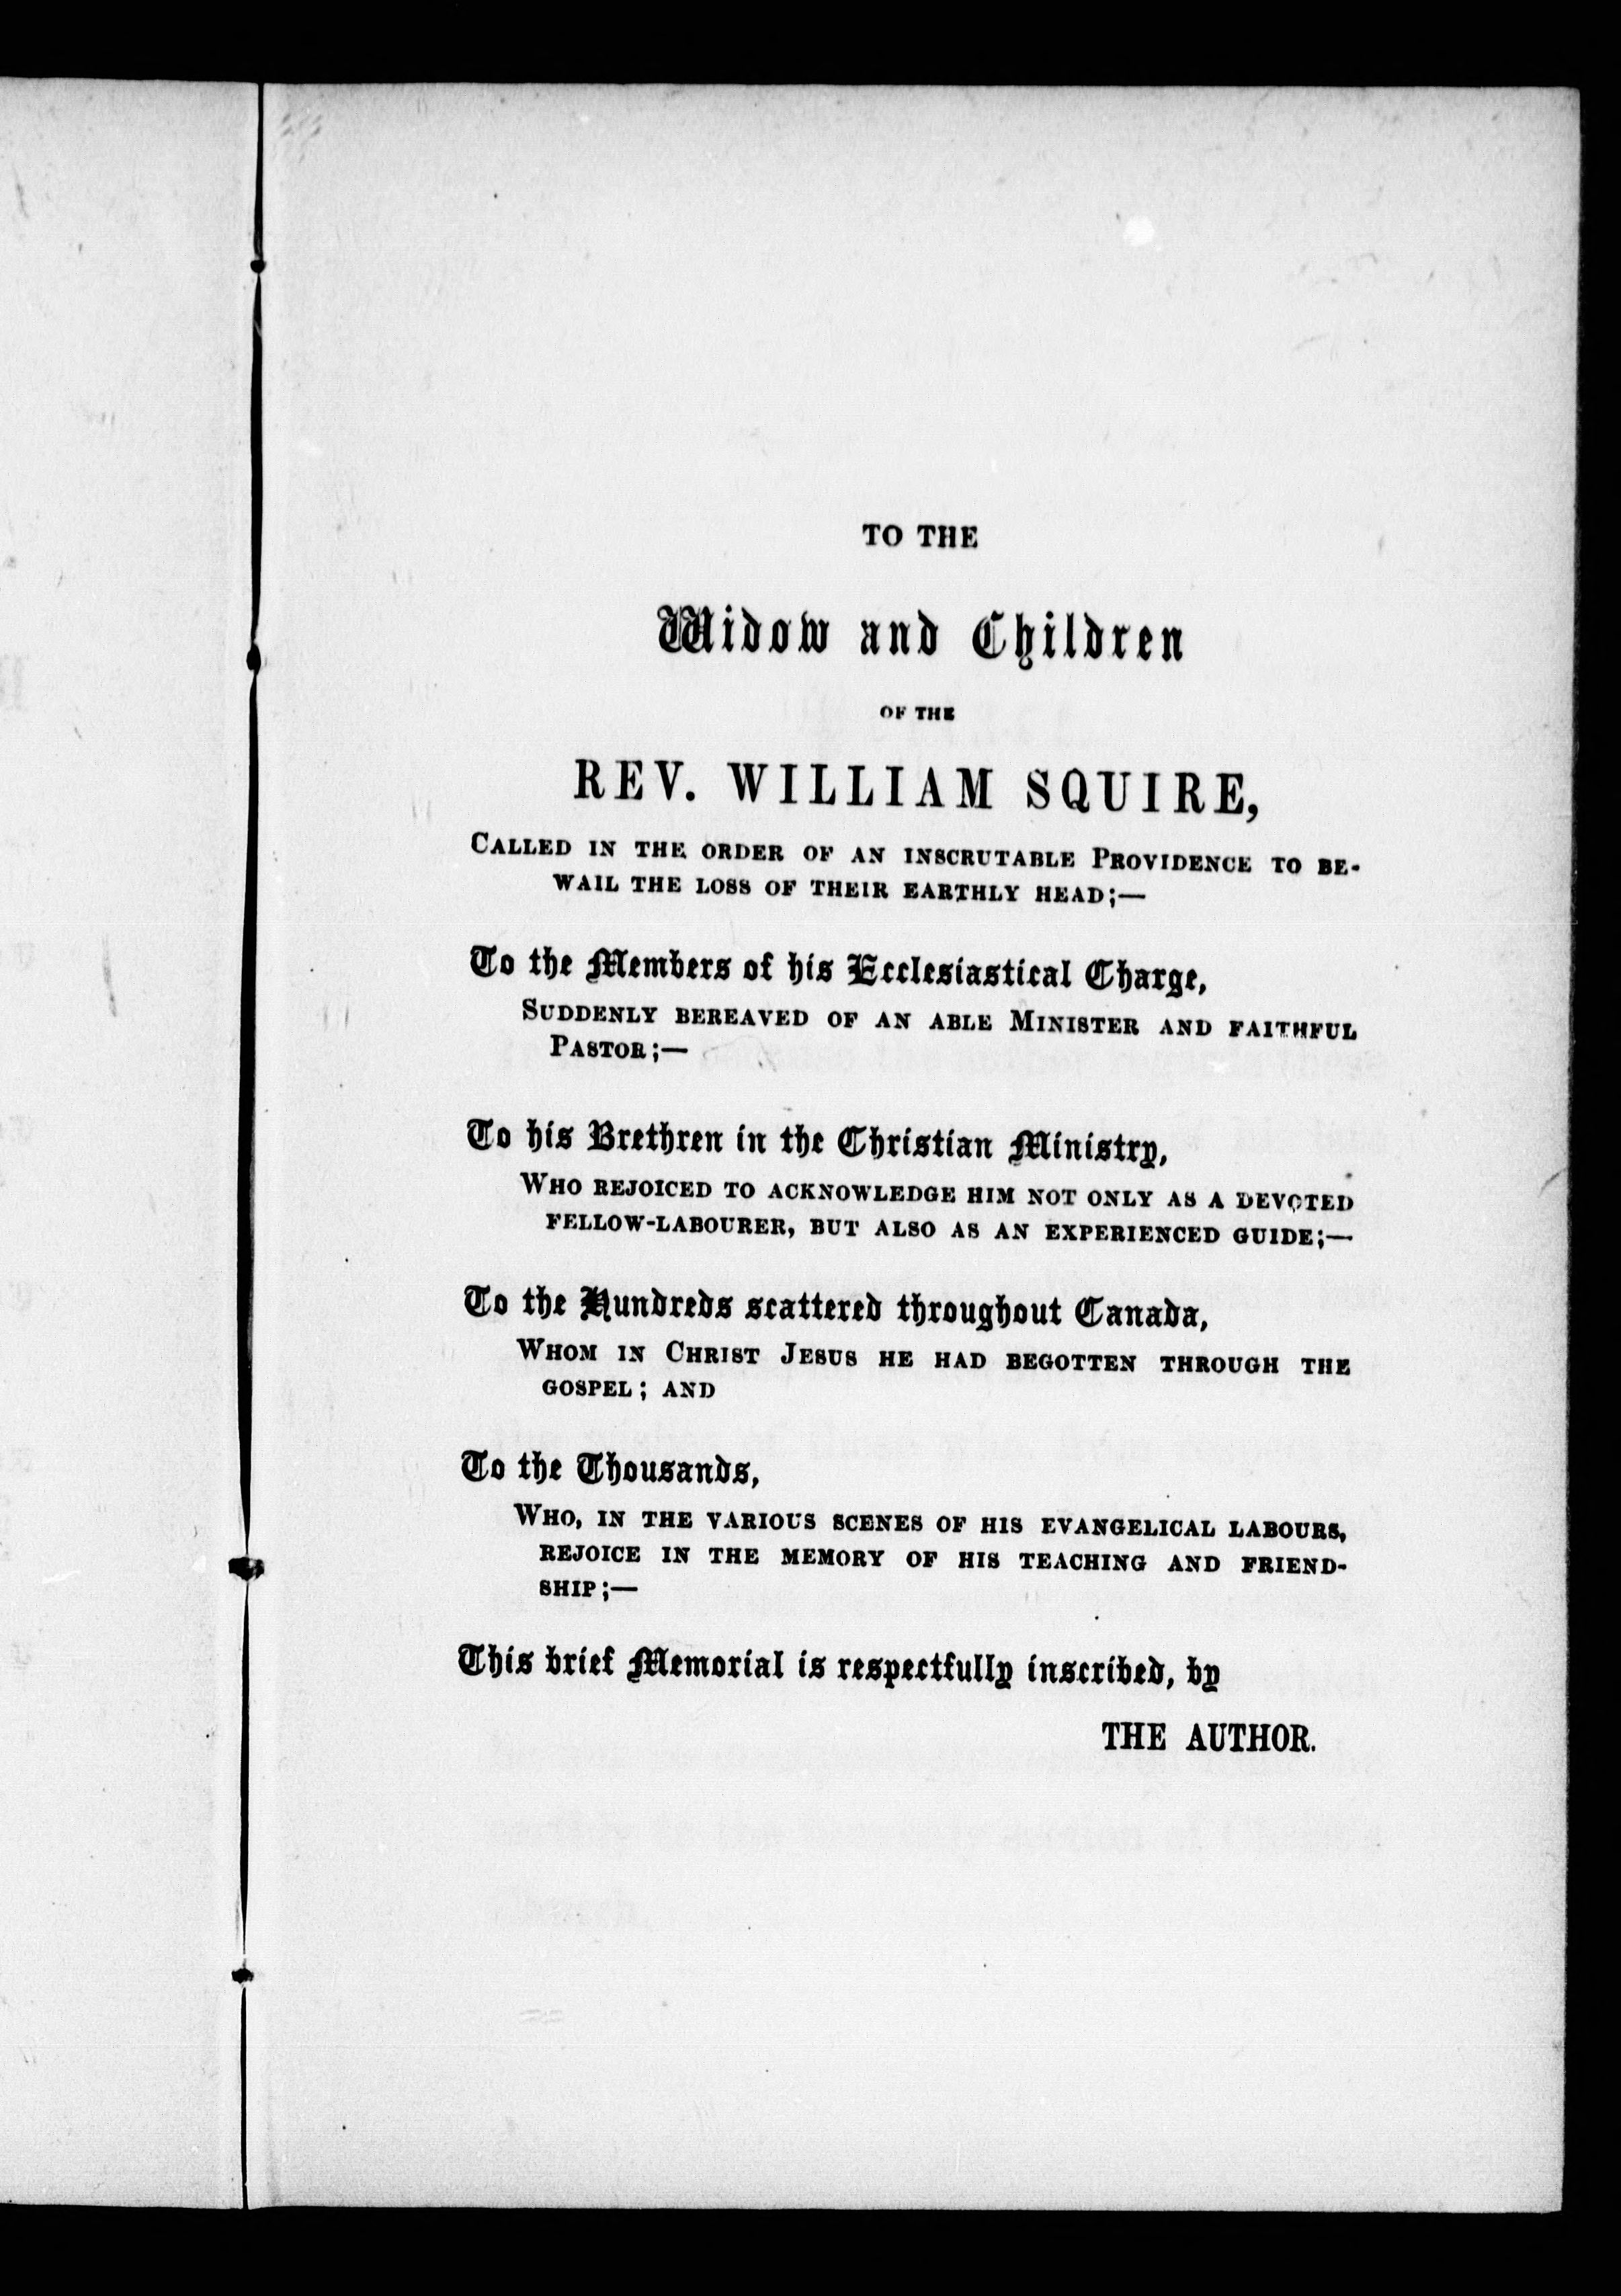 TO THE
Widow and Children
OF THE
REV. WILLIAM SQUIRE,
CALLED IN THE ORDER OF AN INSCRUTABLE PROVIDENCE TO BE-
WAIL THE LOSS OF THEIR EARTHLY HEAD;—
To the Members of his Ecclesiastical Charge,
SUDDENLY BEREAVED OF AN ABLE MINISTER AND FAITHFUL
PASTOR;—
To his Brethren in the Christian Ministry,
WHO REJOICED TO ACKNOWLEDGE HIM NOT ONLY AS A DEVOTED
FELLOW-LABOURER, BUT ALSO AS AN EXPERIENCED GUIDE;—
To the Hundreds scattered throughout Canada,
WHOM IN CHRIST JESUS HE HAD BEGOTTEN THROUGH THE
GOSPEL; AND
To the Thousands,
WHO, IN THE VARIOUS SCENES OF HIS EVANGELICAL LABOURS,
REJOICE IN THE MEMORY OF HIS TEACHING AND FRIEND-
SHIP;—
This brief Memorial is respectfully inscribed, by
THE AUTHOR.